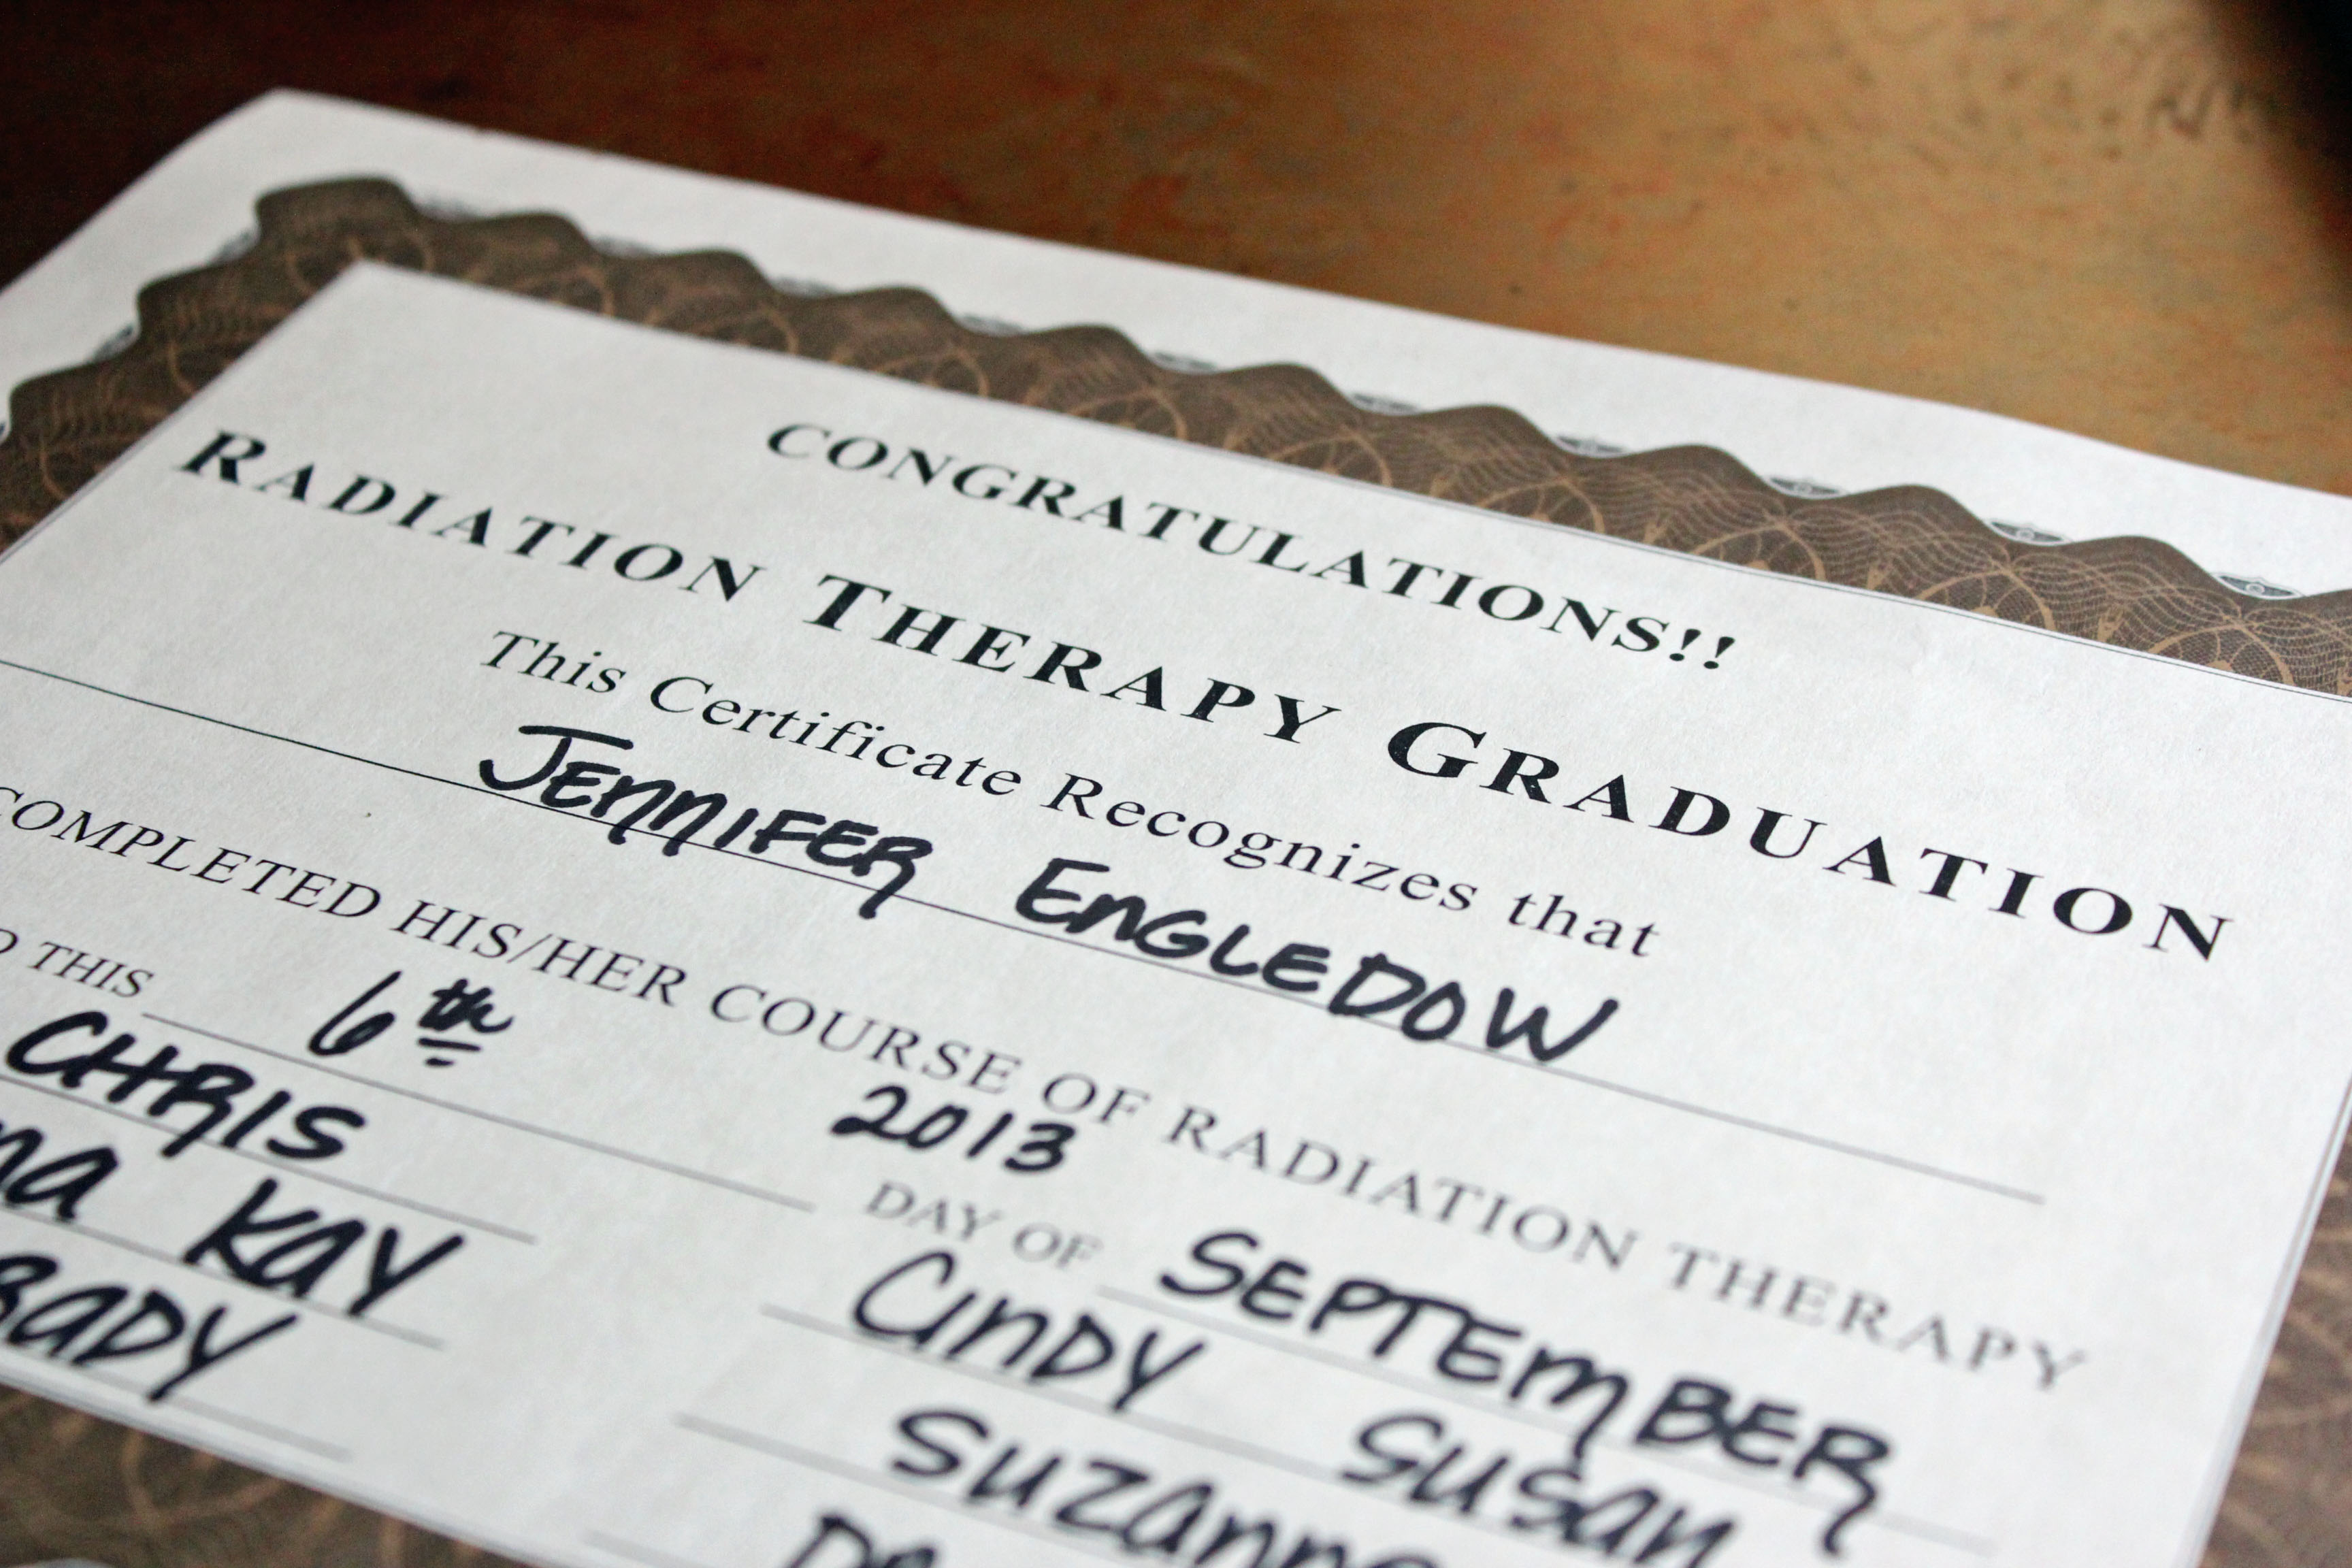 CONGRATULATIONS!!
RADIATION THERAPY GRADUATION
This Certificate Recognizes that
JENNIFER ENGLEDOW
COMPLETED HIS/HER COURSE OF RADIATION THERAPY
THIS 6th DAY OF SEPTEMBER
2013
CHRIS CINDY SUSAN
KAY